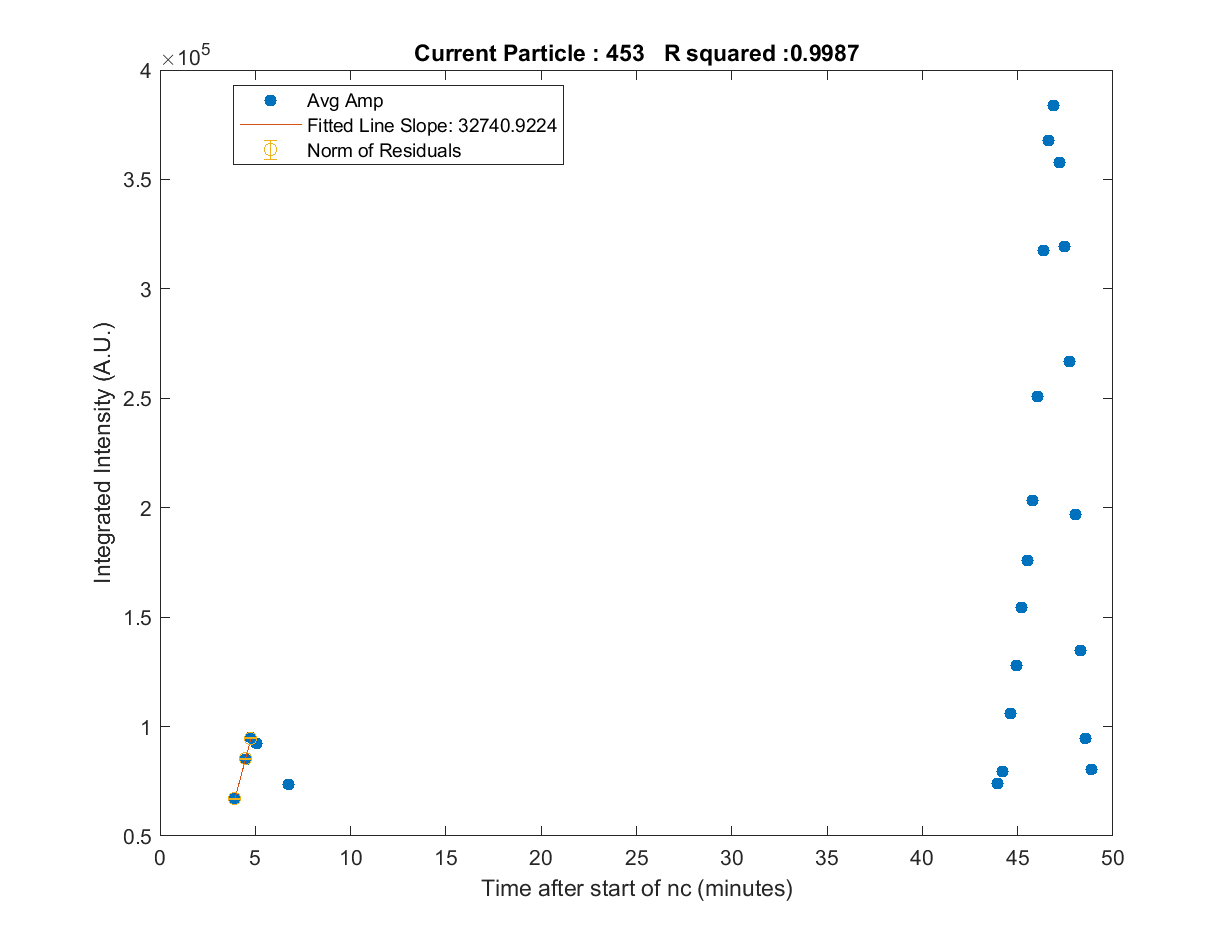 Current Particle : 453 R squared :0.9987
×10^5
Avg Amp
Fitted Line Slope: 32740.9224
Norm of Residuals
4
3.5
3
2.5
2
1.5
1
0.5
Integrated Intensity (A.U.)
0 5 10 15 20 25 30 35 40 45 50
Time after start of nc (minutes)